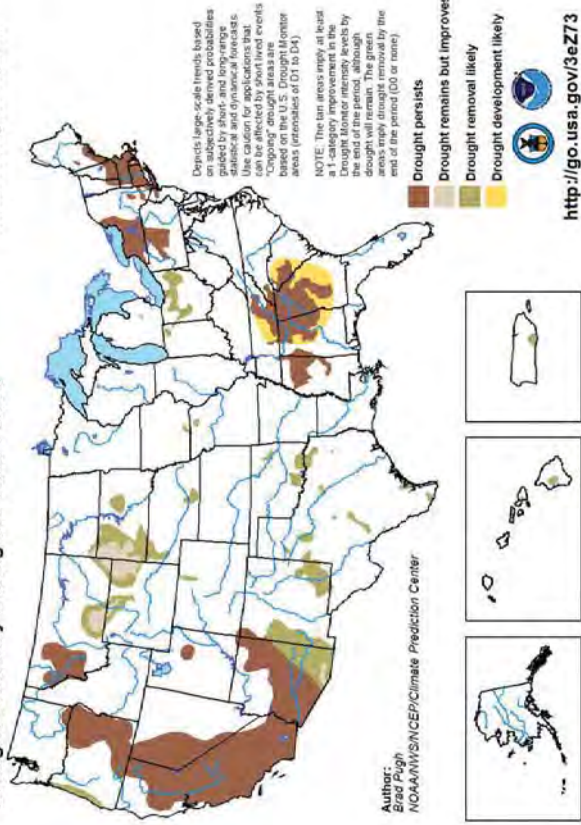 Depicts large-scale trends based
on subjectively derived probabilities
guided by short- and long-range
statistical and dynamical forecasts.
Use caution for applications that
can be affected by short lived events.
"Ongoing" drought areas are
based on the U.S. Drought Monitor
areas (intensities of D1 to D4).
NOTE: The tan areas imply at least
a 1-category improvement in the
Drought Monitor intensity levels by
the end of the period, although
drought will remain. The green
areas imply drought removal by the
end of the period (D0 or none).
Author:
Brad Pugh
NOAA/NWS/NCEP/Climate Prediction Center
Drought persists
Drought remains but improves
Drought removal likely
Drought development likely
http://go.usa.gov/3eZ73